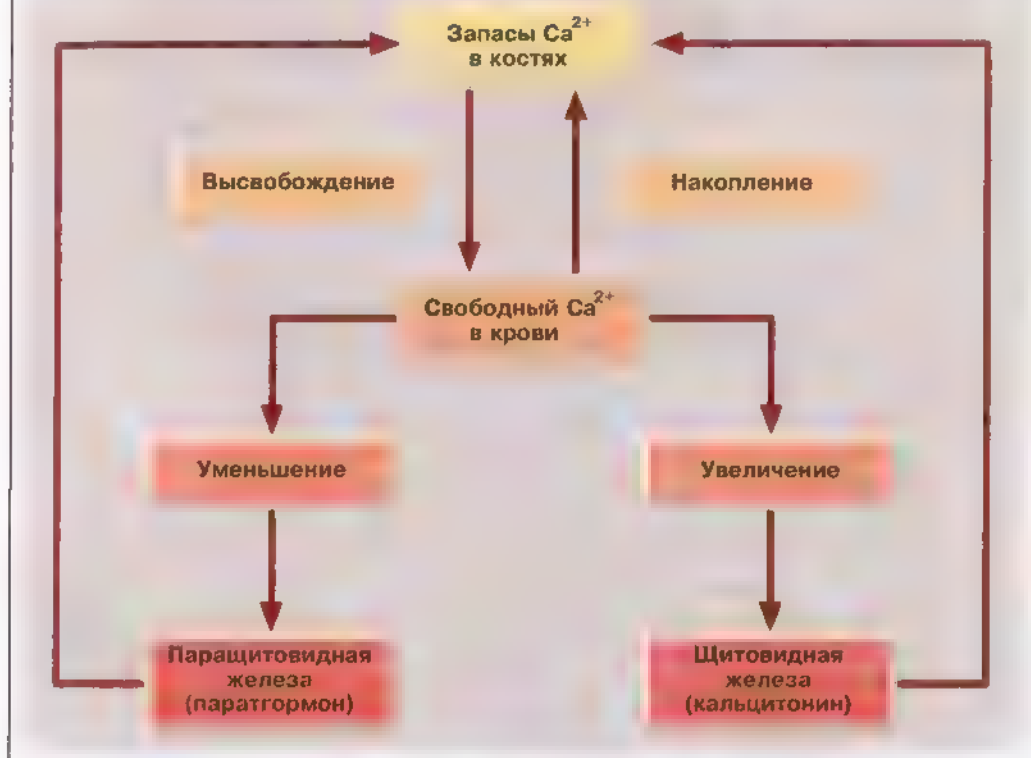 Запасы Ca²⁺
в костях
Высвобождение
Накопление
Свободный Ca²⁺
в крови
Уменьшение
Увеличение
Паращитовидная
железа
(паратгормон)
Щитовидная
железа
(кальцитонин)